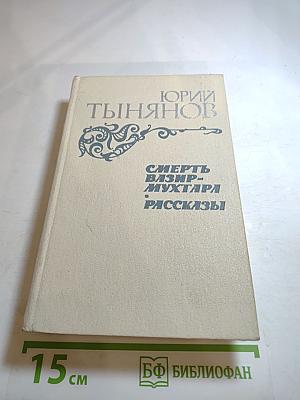 ЮРИЙ
ТЫНЯНОВ
СМЕРТЬ
ВАЗИР-
МУХТАРА
РАССКАЗЫ
15 см
БФ БИБЛИОФАН